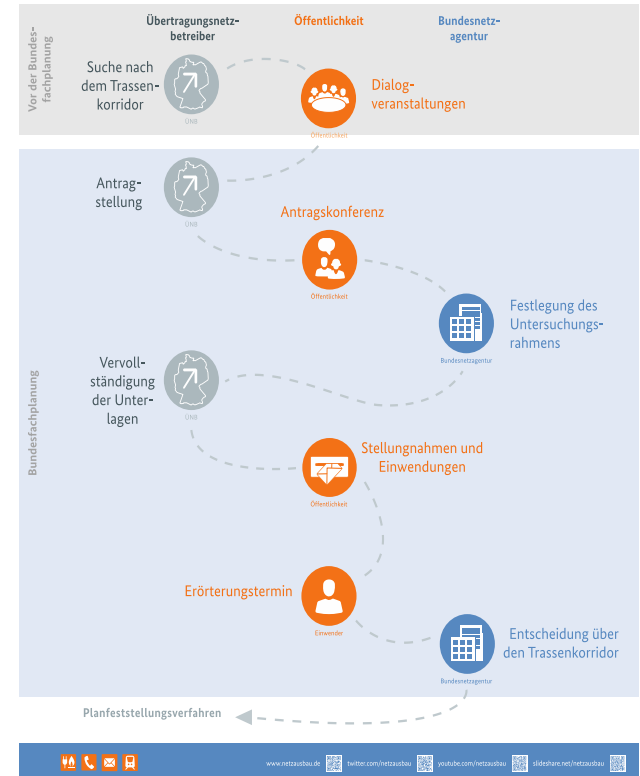 Übertragungsnetz-
betreiber
Öffentlichkeit
Bundesnetz-
agentur
Vor der Bundes-
fachplanung
Suche nach
dem Trassen-
korridor
ÜNB
Dialog-
veranstaltungen
Öffentlichkeit
Bundesfachplanung
Antrag-
stellung
ÜNB
Antragskonferenz
Öffentlichkeit
Festlegung des
Untersuchungs-
rahmens
Bundesnetzagentur
Vervoll-
ständigung
der Unter-
lagen
ÜNB
Stellungnahmen und
Einwendungen
Öffentlichkeit
Erörterungstermin
Einwender
Entscheidung über
den Trassenkorridor
Bundesnetzagentur
Planfeststellungsverfahren
www.netzausbau.de
twitter.com/netzausbau
youtube.com/netzausbau
slideshare.net/netzausbau